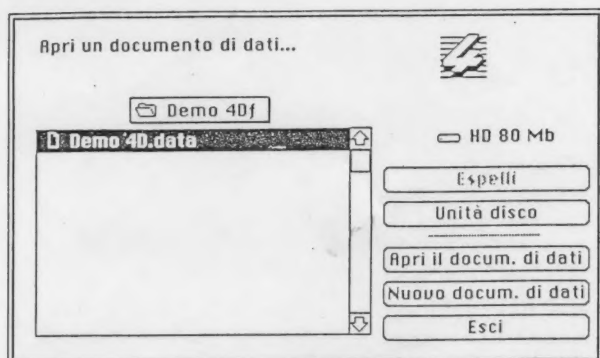 Apri un documento di dati...
4
Demo 4Df
Demo 4D.data
HD 80 Mb
Espelli
Unità disco
Apri il docum. di dati
Nuovo docum. di dati
Esci